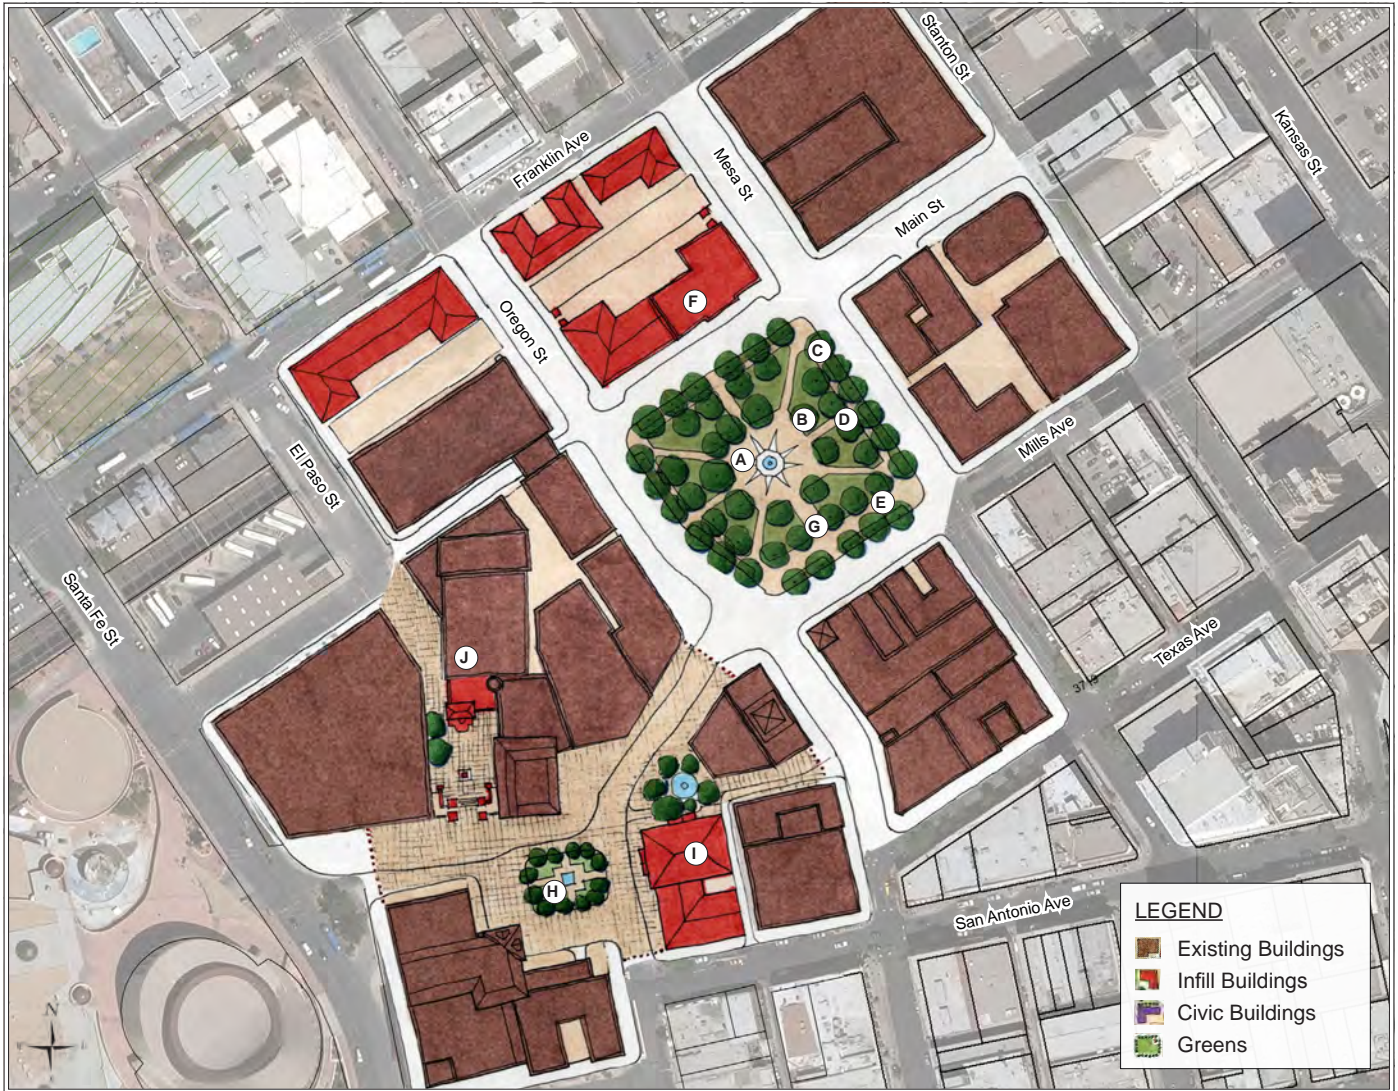 Stanton St
Kansas St
Franklin Ave
Mesa St
Main St
F
Oregon St
C
B
D
Mills Ave
El Paso St
A
E
G
Santa Fe St
Texas Ave
J
I
H
San Antonio Ave
LEGEND
Existing Buildings
Infill Buildings
Civic Buildings
Greens
N